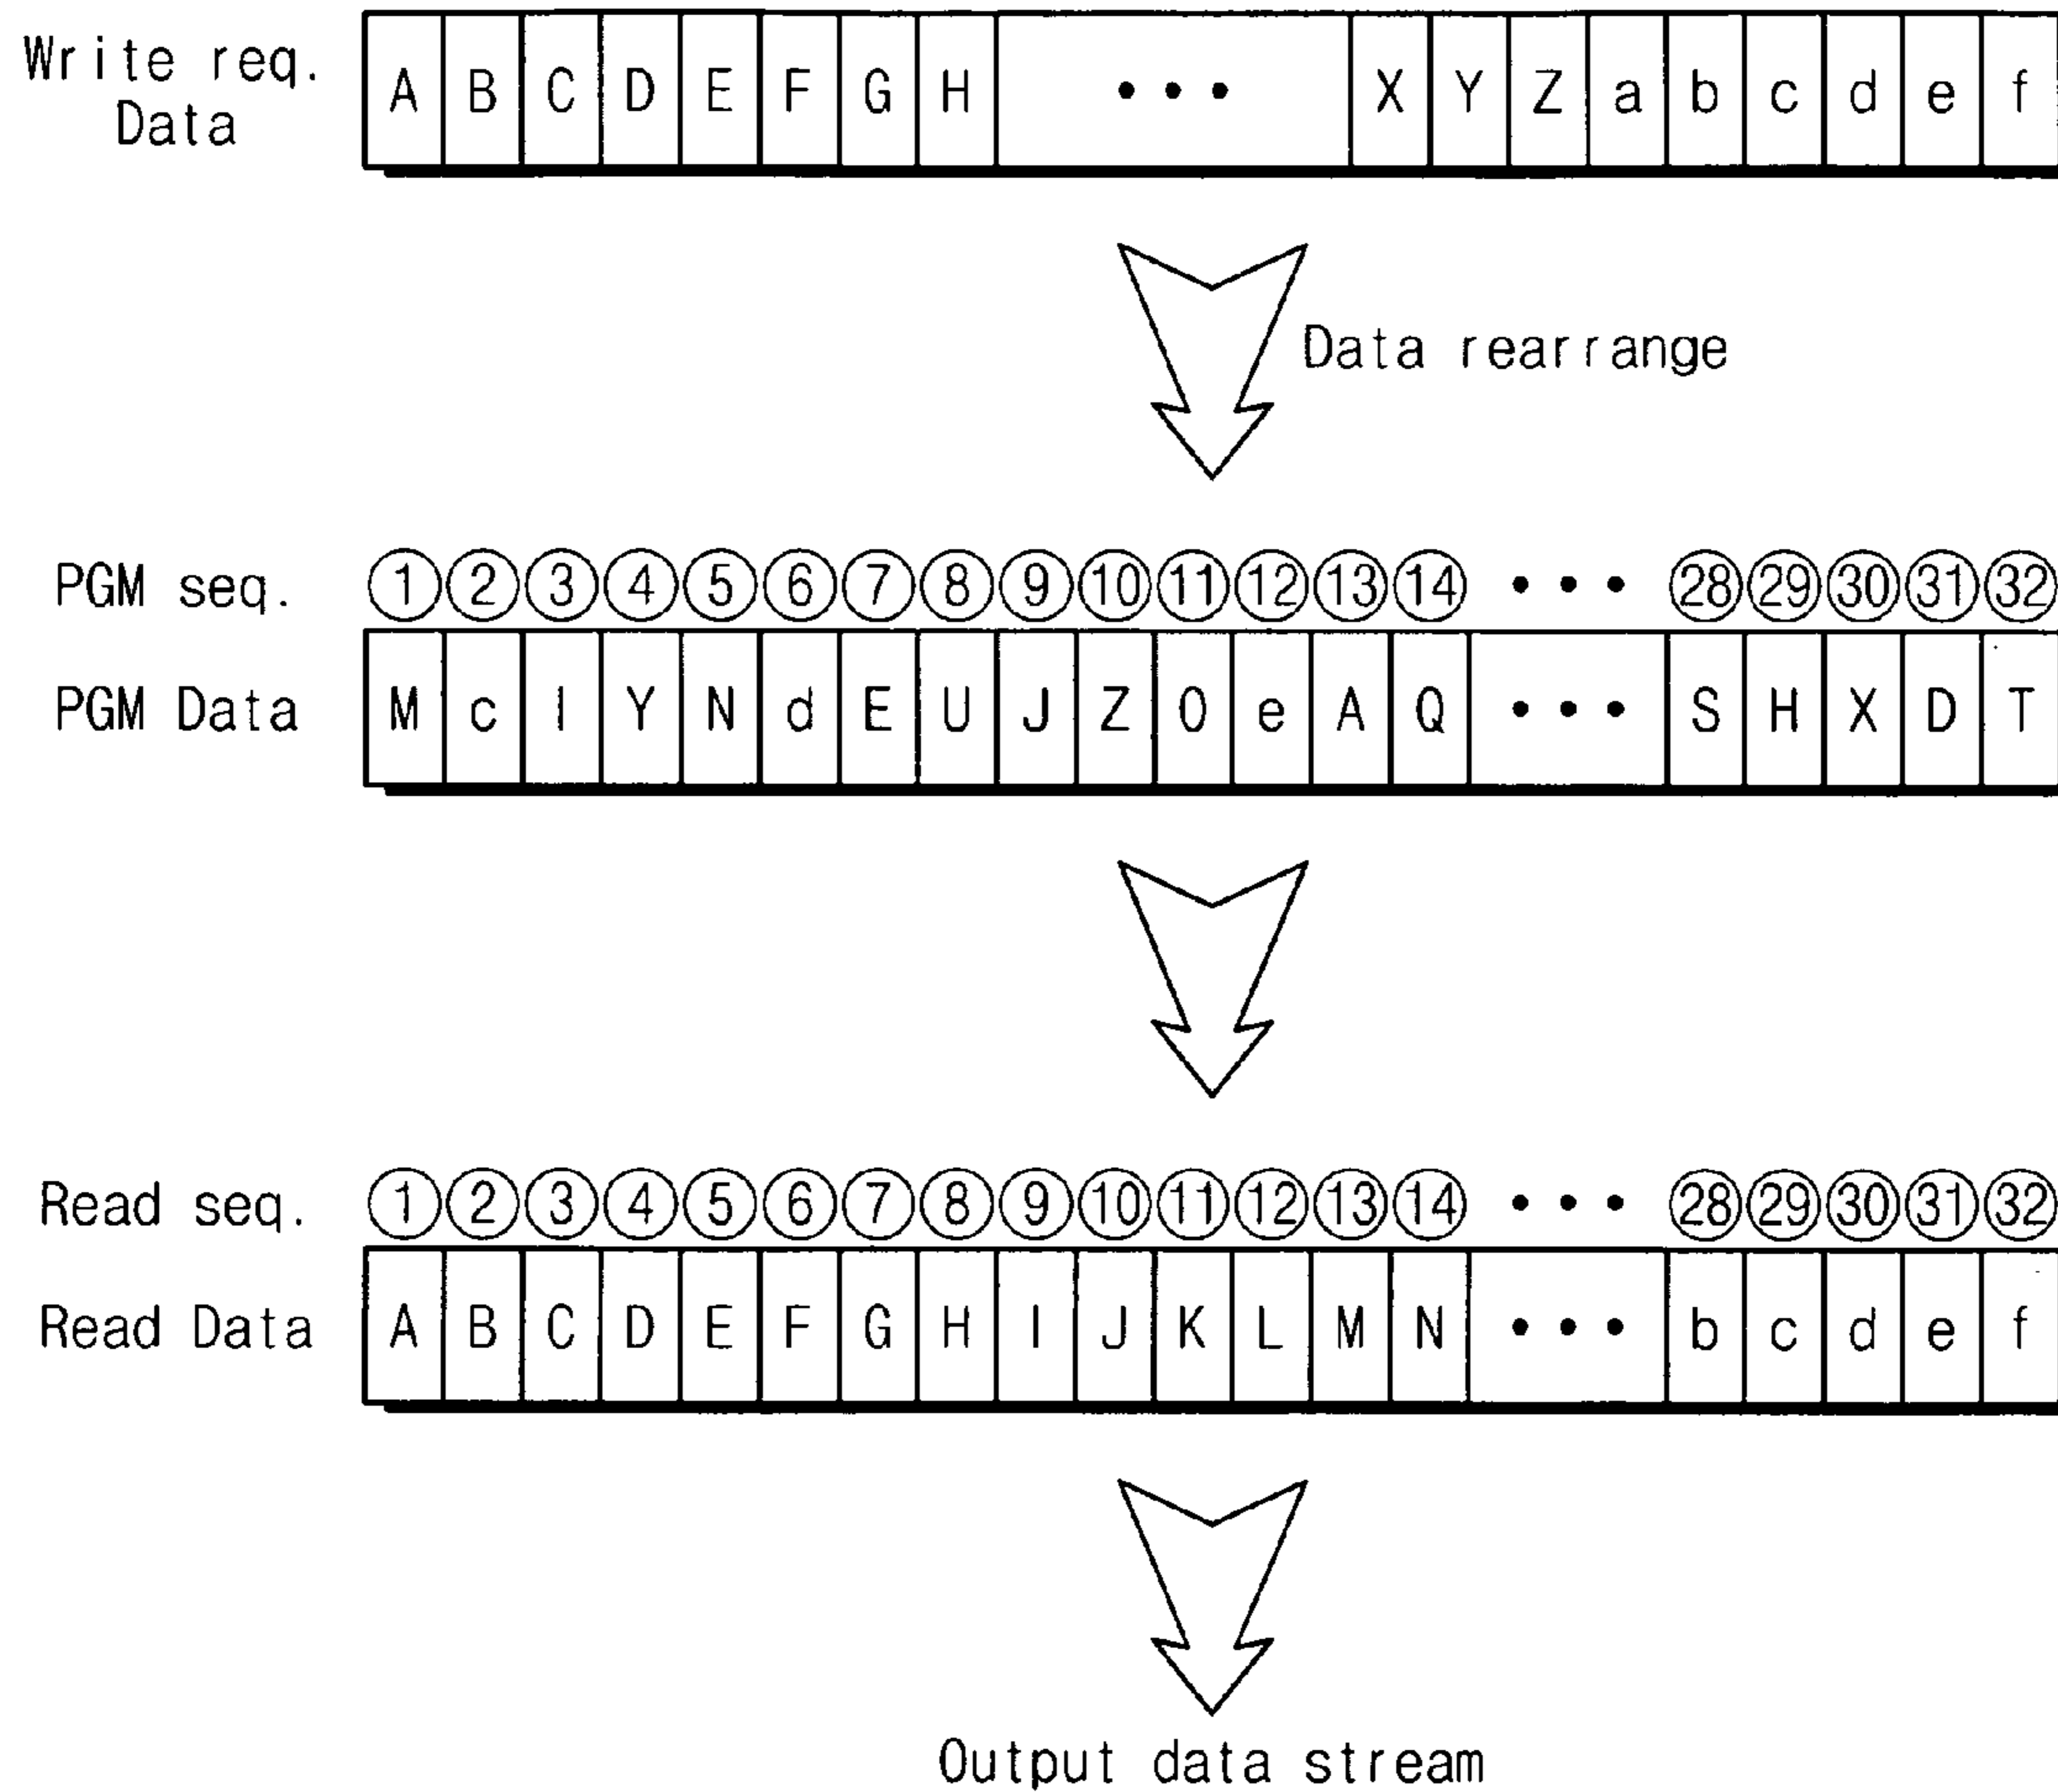 Write req. Data A B C D E F G H • • • X Y Z a b c d e f
Data rearrange
PGM seq. ① ② ③ ④ ⑤ ⑥ ⑦ ⑧ ⑨ ⑩ ⑪ ⑫ ⑬ ⑭ • • • ㉘ ㉙ ㉚ ㉛ ㉜
PGM Data M c I Y N d E U J Z O e A Q • • • S H X D T
Read seq. ① ② ③ ④ ⑤ ⑥ ⑦ ⑧ ⑨ ⑩ ⑪ ⑫ ⑬ ⑭ • • • ㉘ ㉙ ㉚ ㉛ ㉜
Read Data A B C D E F G H I J K L M N • • • b c d e f
Output data stream